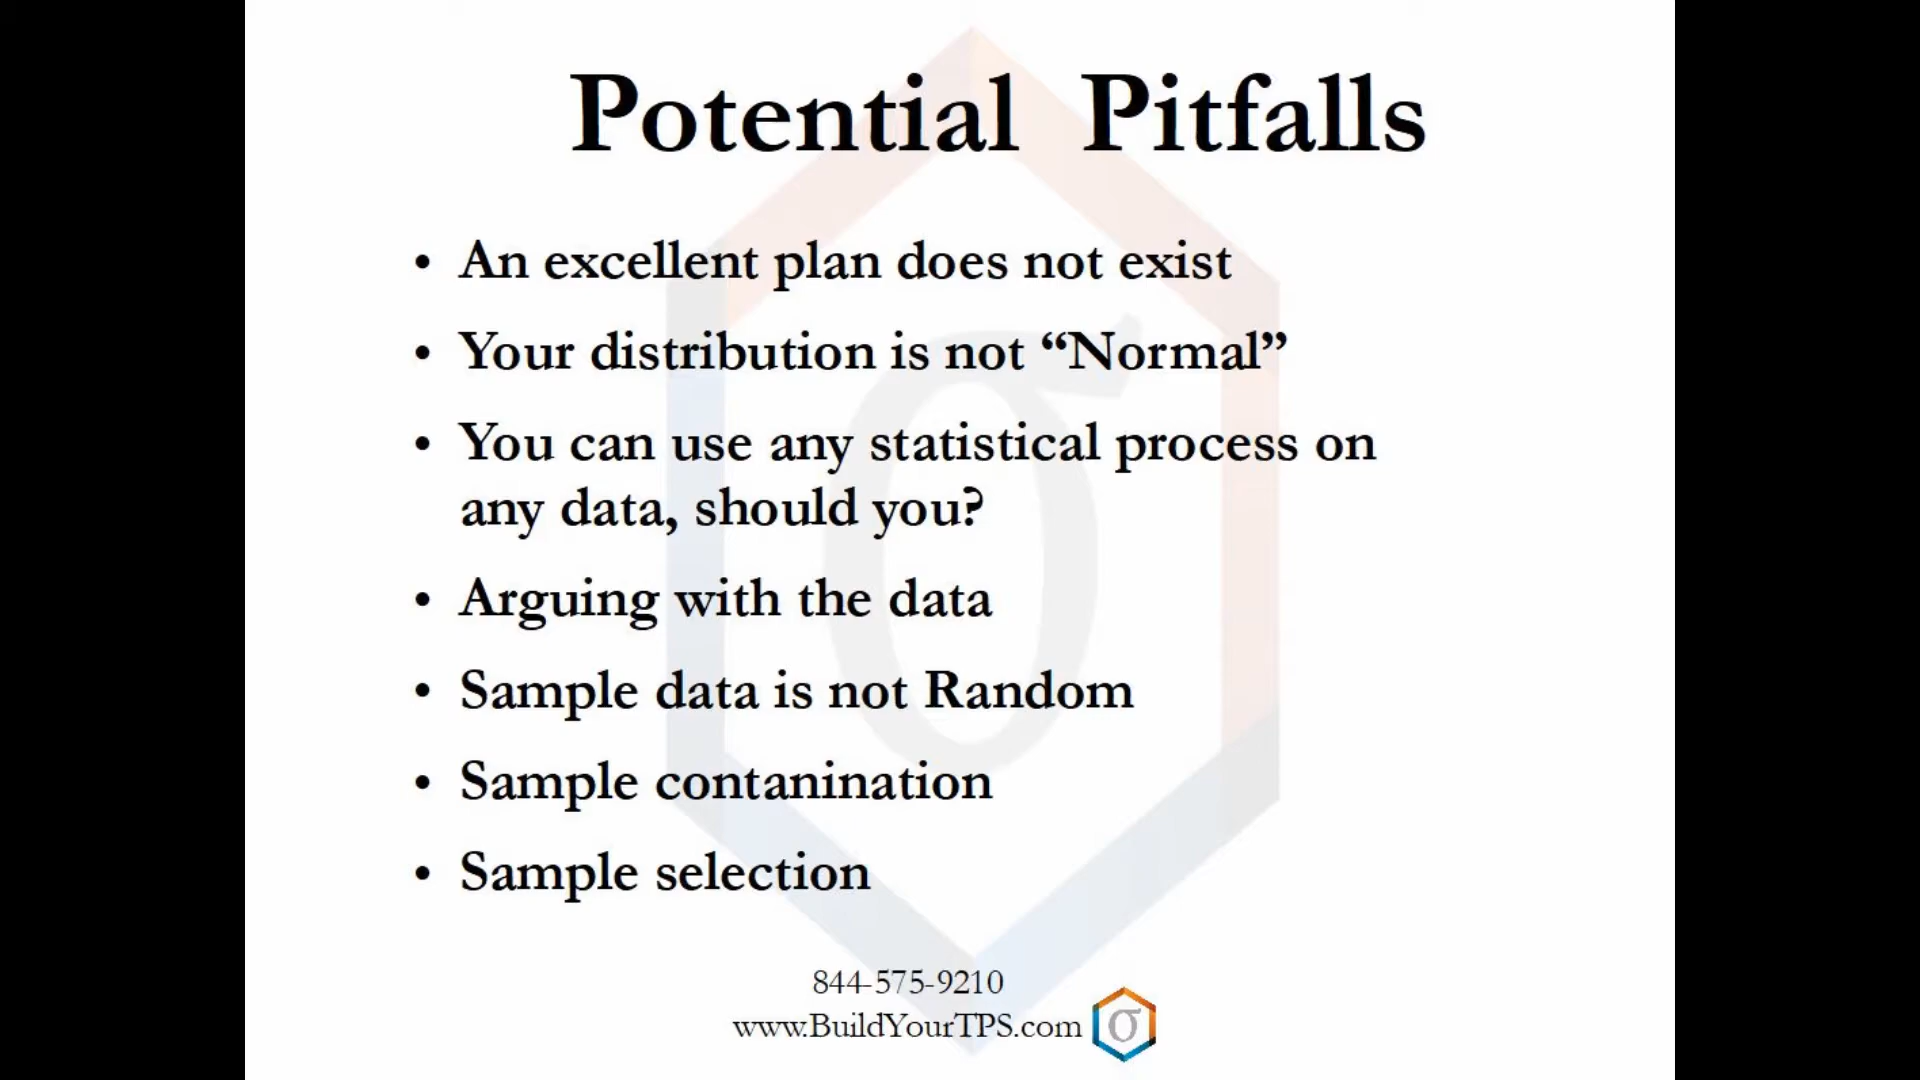 Potential Pitfalls
• An excellent plan does not exist
• Your distribution is not “Normal”
• You can use any statistical process on
any data, should you?
• Arguing with the data
• Sample data is not Random
• Sample contanination
• Sample selection
844-575-9210
www.BuildYourTPS.com
σ